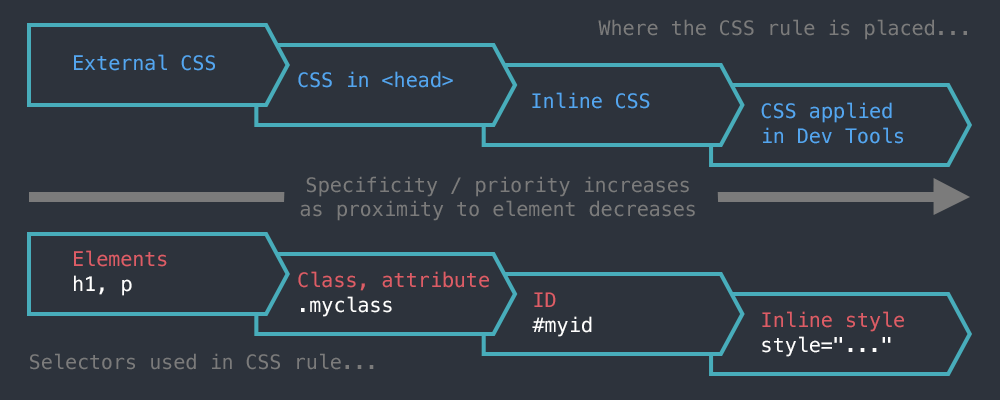 Where the CSS rule is placed...
External CSS
CSS in <head>
Inline CSS
CSS applied
in Dev Tools
Specificity / priority increases
as proximity to element decreases
Elements
h1, p
Class, attribute
.myclass
ID
#myid
Inline style
style="..."
Selectors used in CSS rule...